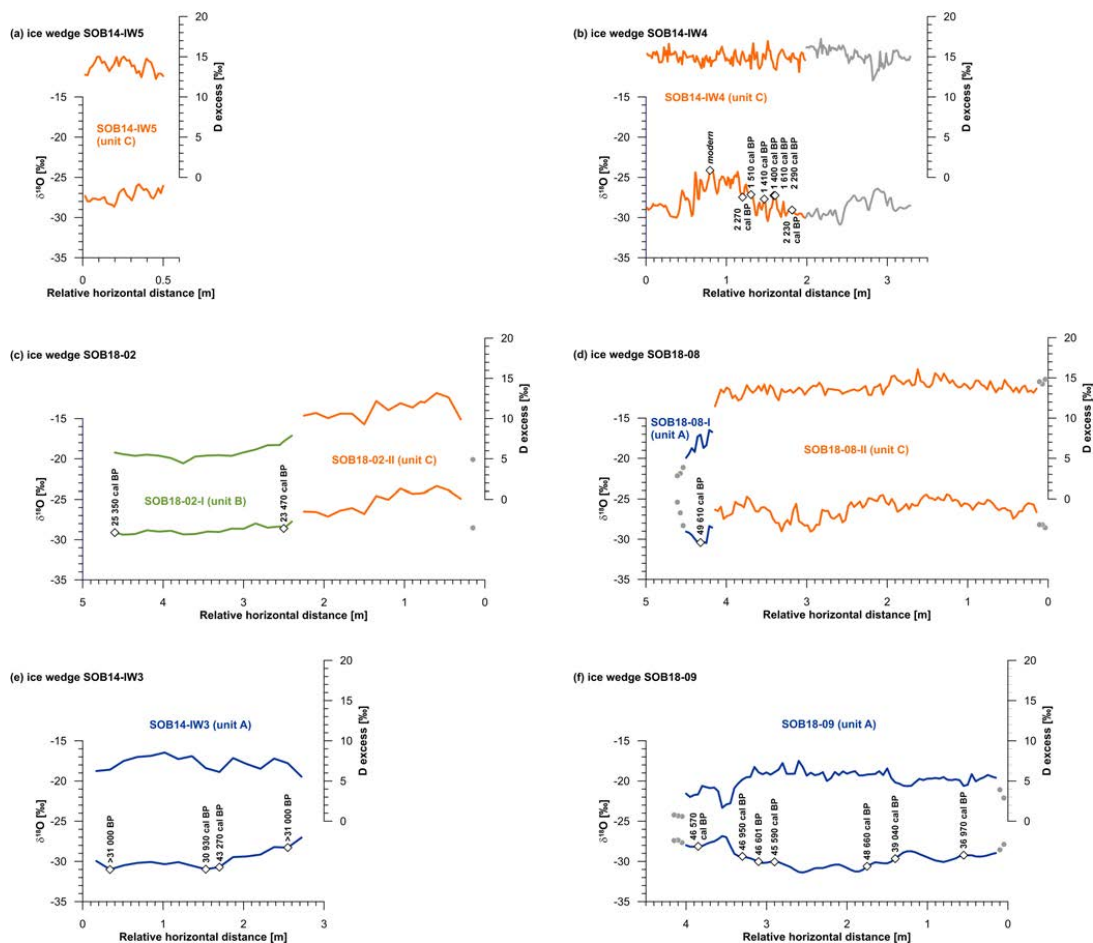 (a) ice wedge SOB14-IW5
20
15
10
5
0
D excess [‰]
-15
-20
-25
-30
-35
δ¹⁸O [‰]
SOB14-IW5
(unit C)
0
0.5
Relative horizontal distance [m]
(b) ice wedge SOB14-IW4
20
15
10
5
0
D excess [‰]
-15
-20
-25
-30
-35
δ¹⁸O [‰]
SOB14-IW4 (unit C)
modern
2 270
cal BP
1 510 cal BP
1 410 cal BP
1 400 cal BP
1 610 cal BP
2 290 cal BP
2 230
cal BP
0
1
2
3
Relative horizontal distance [m]
(c) ice wedge SOB18-02
20
15
10
5
0
D excess [‰]
-15
-20
-25
-30
-35
δ¹⁸O [‰]
SOB18-02-I (unit B)
SOB18-02-II (unit C)
25 350 cal BP
23 470 cal BP
5
4
3
2
1
0
Relative horizontal distance [m]
(d) ice wedge SOB18-08
20
15
10
5
0
D excess [‰]
-15
-20
-25
-30
-35
δ¹⁸O [‰]
SOB18-08-I
(unit A)
SOB18-08-II (unit C)
49 610 cal BP
5
4
3
2
1
0
Relative horizontal distance [m]
(e) ice wedge SOB14-IW3
20
15
10
5
0
D excess [‰]
-15
-20
-25
-30
-35
δ¹⁸O [‰]
SOB14-IW3 (unit A)
>31 000 BP
30 930 cal BP
43 270 cal BP
>31 000 BP
0
1
2
3
Relative horizontal distance [m]
(f) ice wedge SOB18-09
20
15
10
5
0
D excess [‰]
-15
-20
-25
-30
-35
δ¹⁸O [‰]
SOB18-09 (unit A)
46 570
cal BP
46 950 cal BP
46 601 BP
45 590 cal BP
48 660 cal BP
39 040 cal BP
36 970 cal BP
4
3
2
1
0
Relative horizontal distance [m]